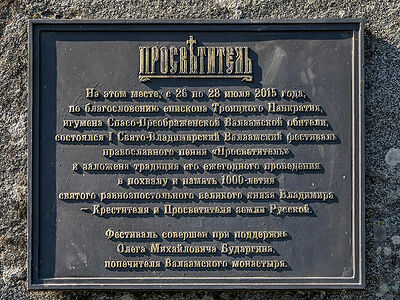 ПРОСВЕТИТЕЛЬ
На этом месте, с 26 по 28 июля 2015 года,
по благословению епископа Троицкого Панкратия,
игумена Спасо-Преображенской Валаамской обители,
состоялся I Свято-Владимирский Валаамский фестиваль
православного пения «Просветитель»
и заложена традиция его ежегодного проведения
в похвалу и память 1000-летия
святого равноапостольного великого князя Владимира
– Крестителя и Просветителя земли Русской.
Фестиваль совершен при поддержке
Олега Михайловича Бударгина,
попечителя Валаамского монастыря.